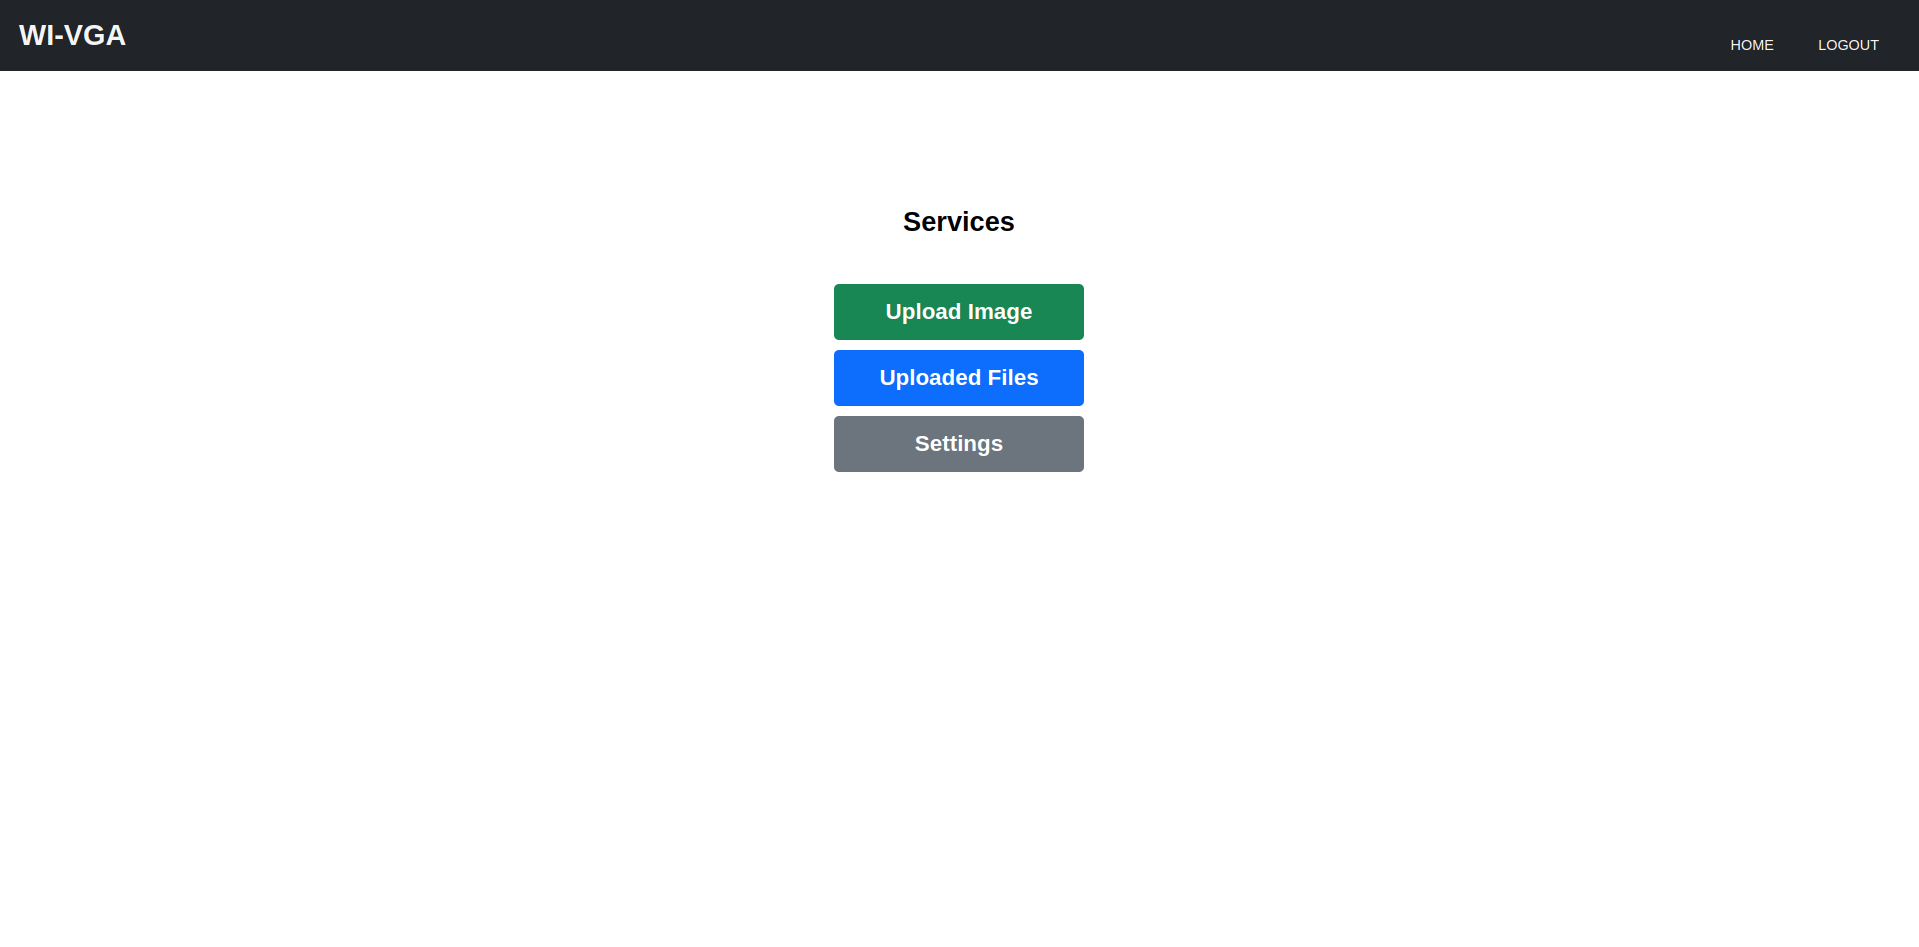 WI-VGA
HOME LOGOUT
Services
Upload Image
Uploaded Files
Settings